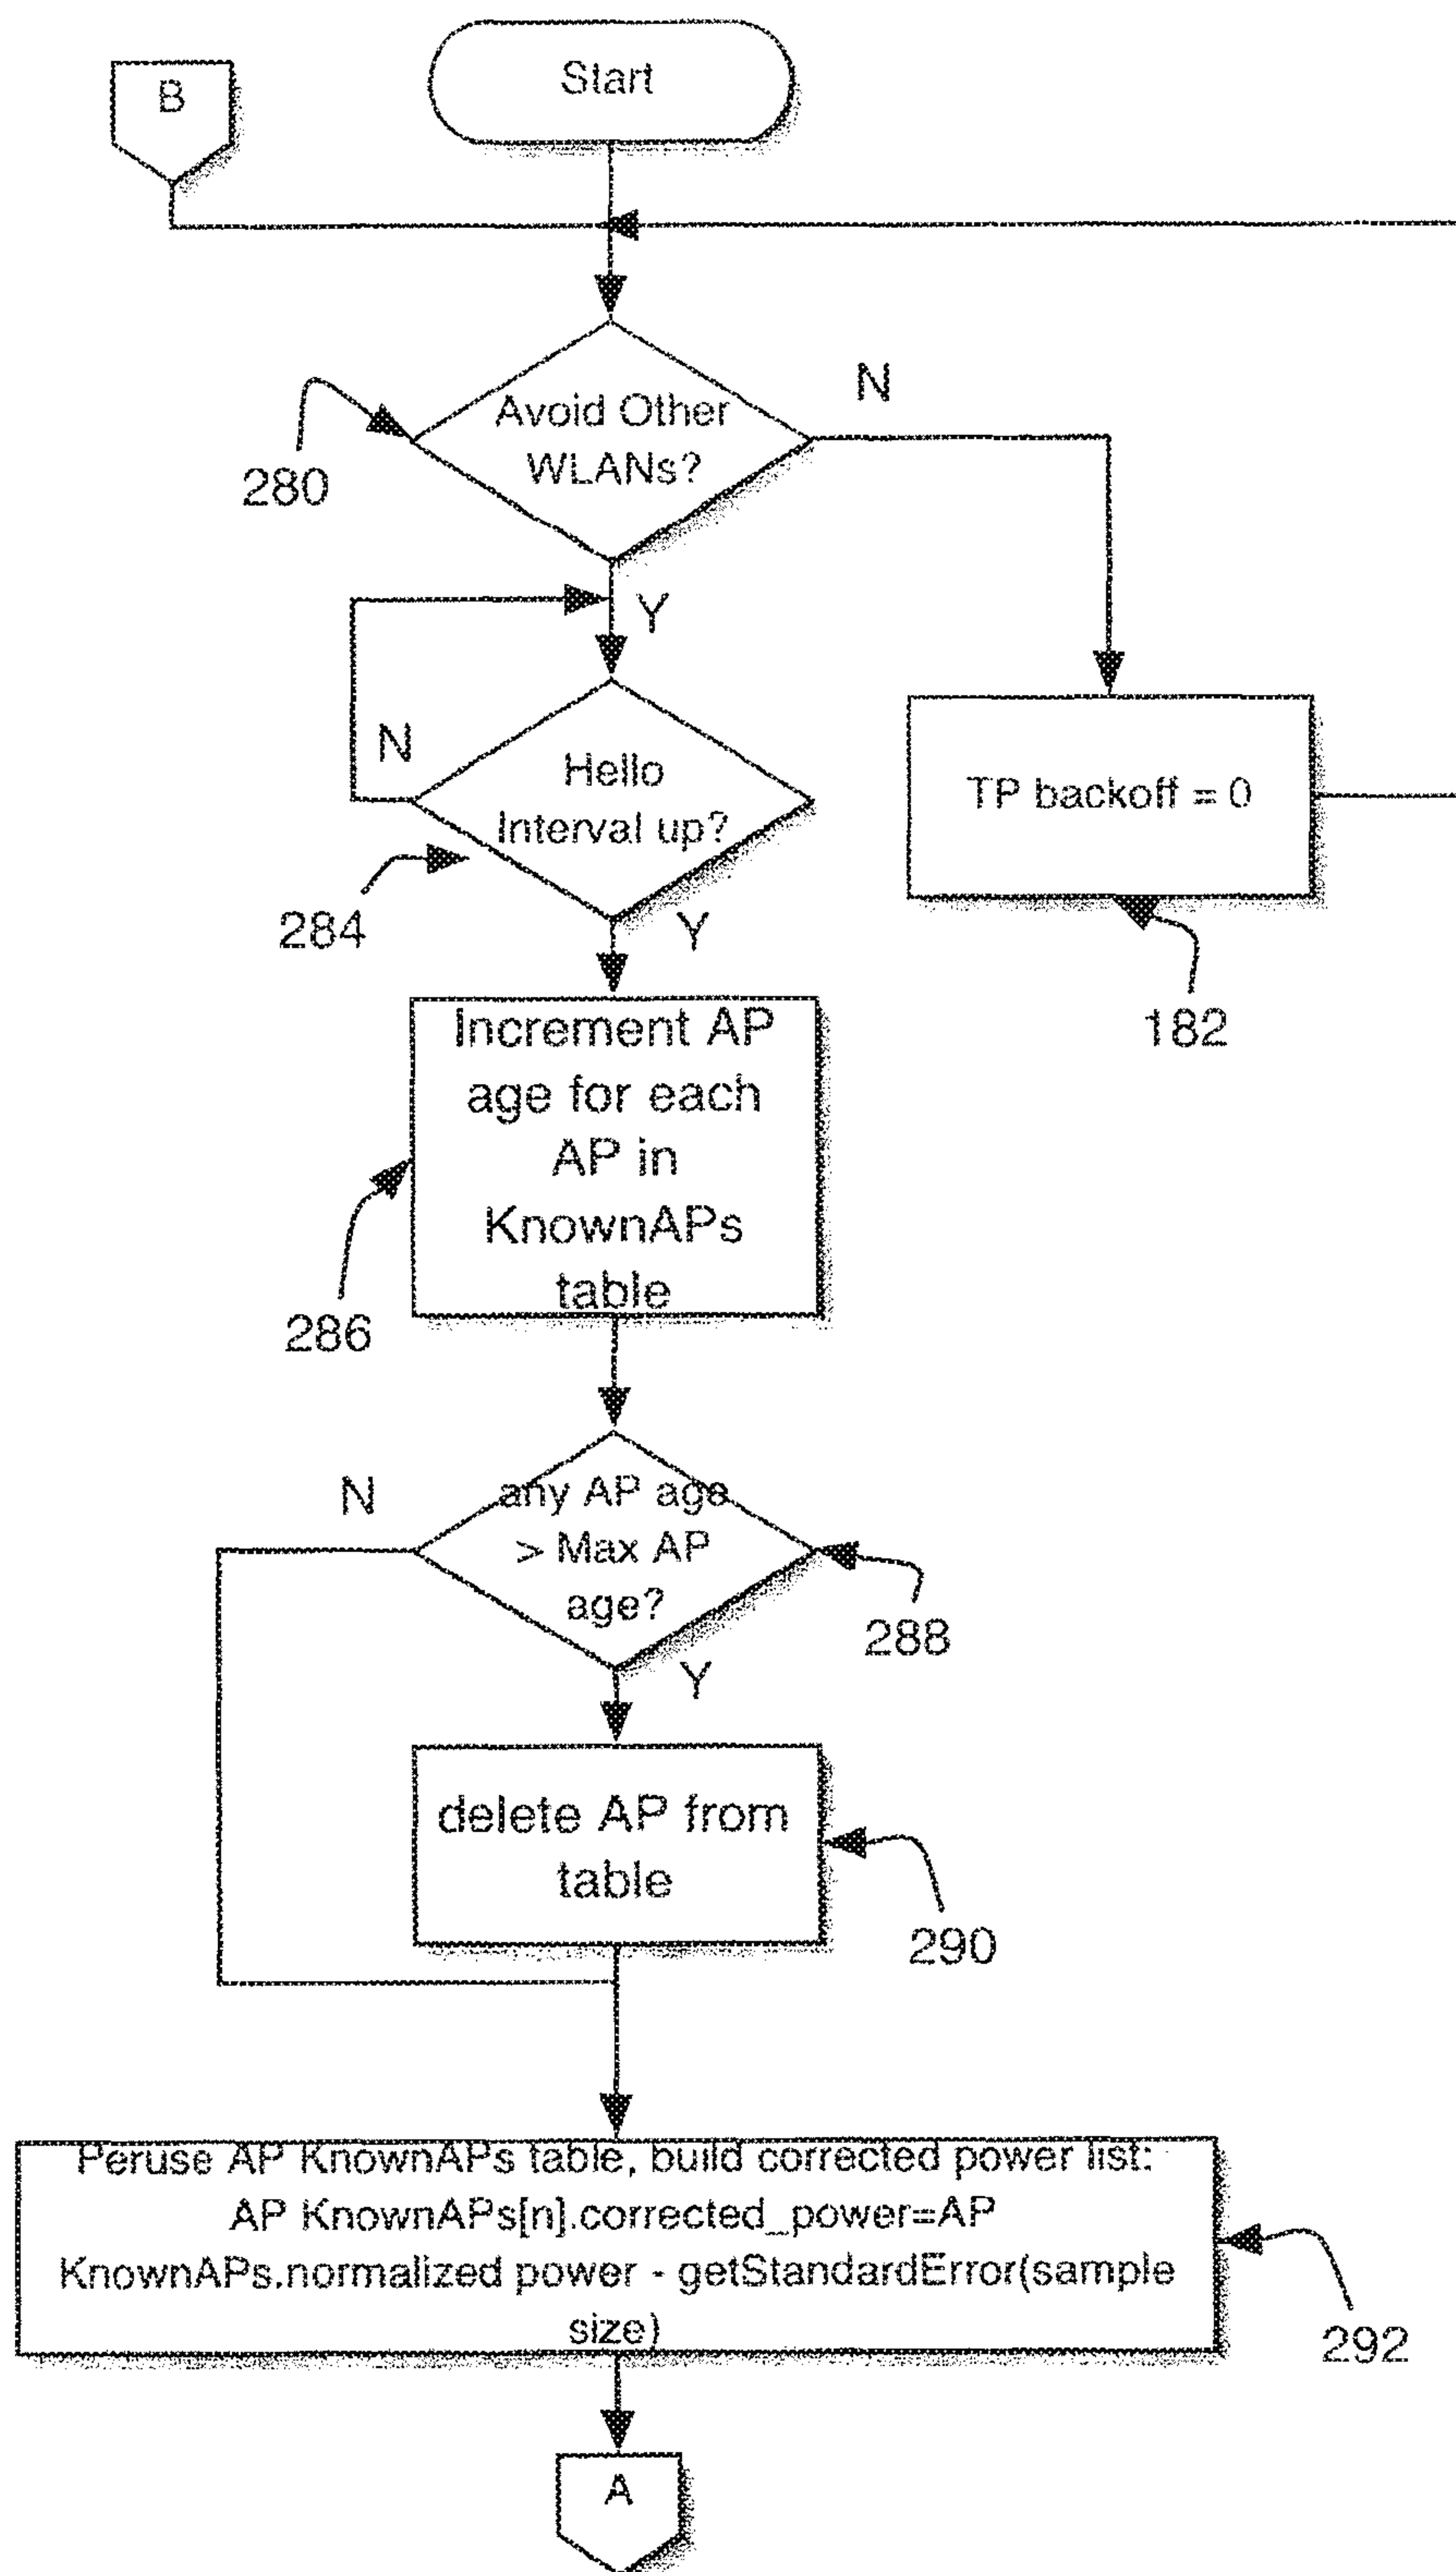 B
Start
Avoid Other
WLANs?
N
280
Y
Hello
Interval up?
N
TP backoff = 0
284
Y
182
Increment AP
age for each
AP in
KnownAPs
table
286
any AP age
> Max AP
age?
N
288
Y
delete AP from
table
290
Peruse AP KnownAPs table, build corrected power list:
AP KnownAPs[n].corrected_power=AP
KnownAPs.normalized power - getStandardError(sample
size)
292
A